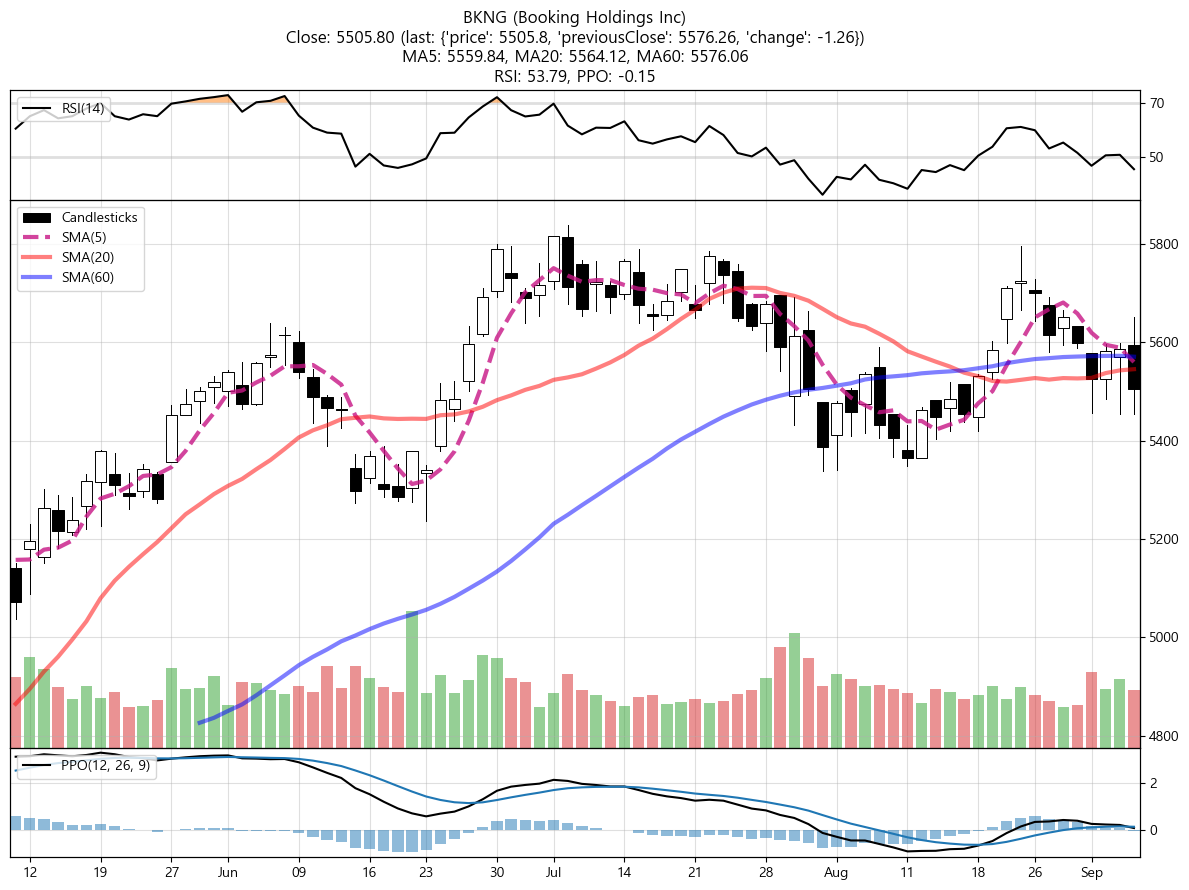 BKNG (Booking Holdings Inc)
Close: 5505.80 (last: {'price': 5505.8, 'previousClose': 5576.26, 'change': -1.26})
MA5: 5559.84, MA20: 5564.12, MA60: 5576.06
RSI: 53.79, PPO: -0.15
RSI(14)
70
50
Candlesticks
SMA(5)
SMA(20)
SMA(60)
5800
5600
5400
5200
5000
4800
PPO(12, 26, 9)
2
0
12 19 27 Jun 09 16 23 30 Jul 14 21 28 Aug 11 18 26 Sep